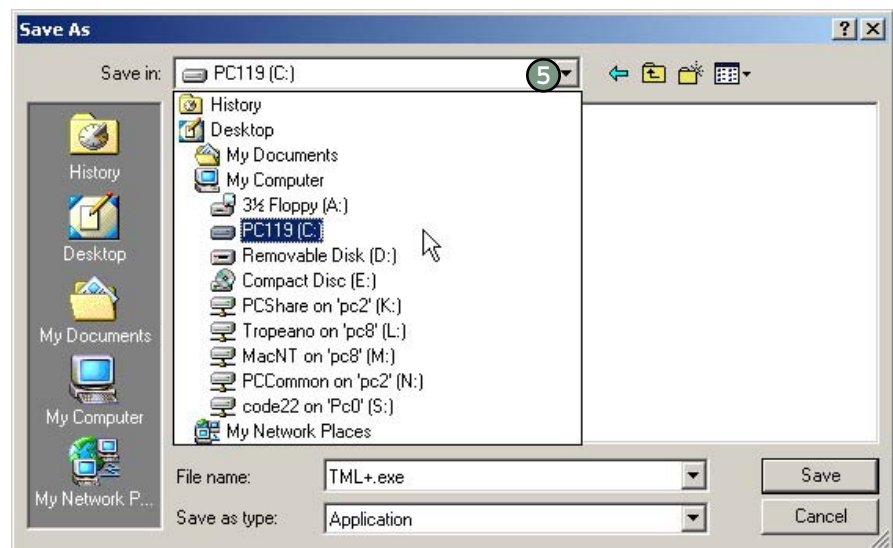 Save As
Save in: PC119 (C:) 5
History
Desktop
My Documents
My Computer
3½ Floppy (A:)
PC119 (C:)
Removable Disk (D:)
Compact Disc (E:)
PCShare on 'pc2' (K:)
Tropeano on 'pc8' (L:)
MacNT on 'pc8' (M:)
PCCommon on 'pc2' (N:)
code22 on 'Pc0' (S:)
My Network Places
History
Desktop
My Documents
My Computer
My Network P...
File name: TML+.exe Save
Save as type: Application Cancel